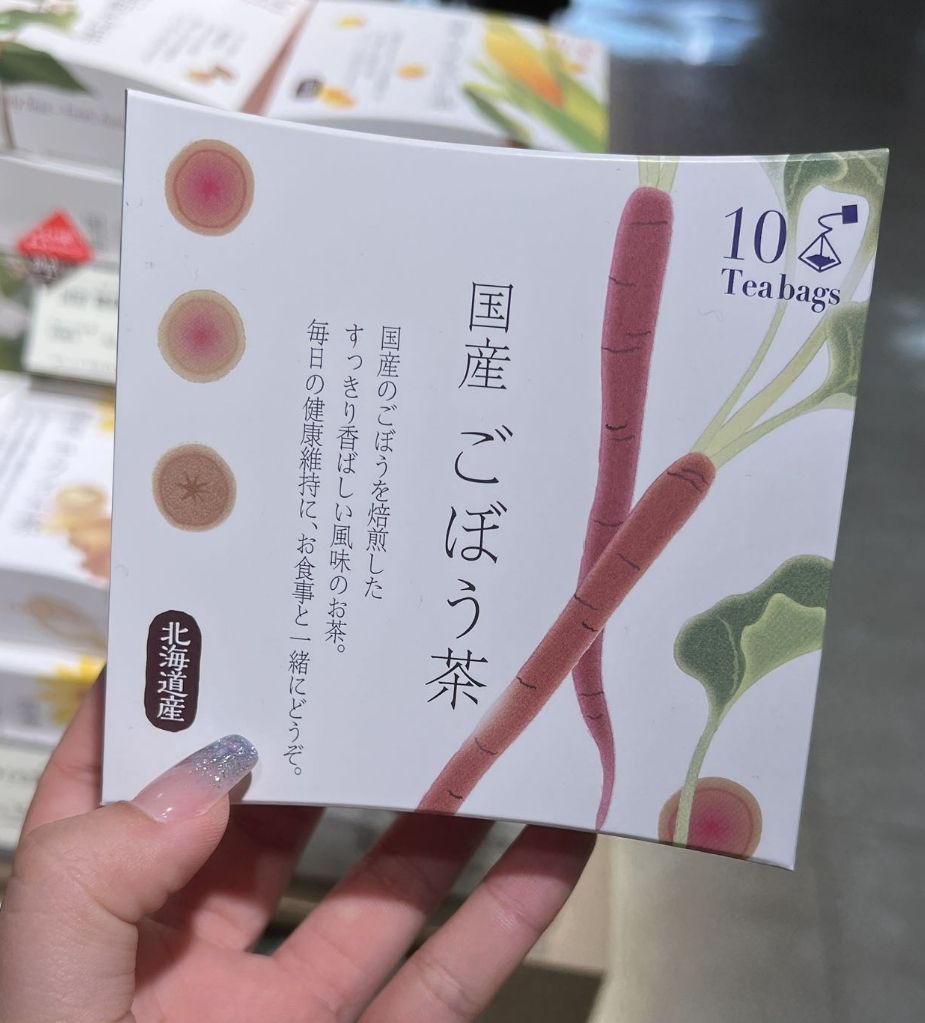 10
Tea bags
国産 ごぼう茶
国産のごぼうを焙煎した
すっきり香ばしい風味のお茶。
毎日の健康維持に、お食事と一緒にどうぞ。
北海道産